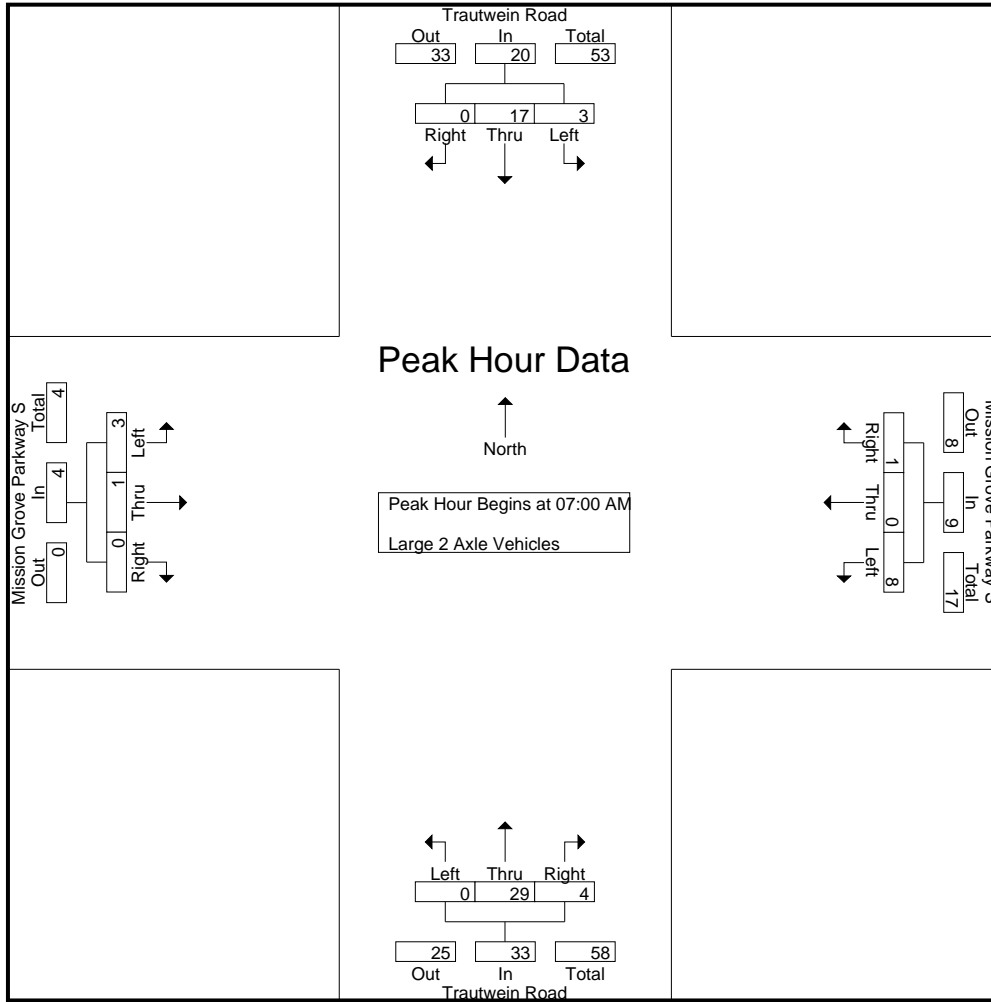 Trautwein Road
Out In Total
33 20 53
0 17 3
Right Thru Left
Peak Hour Data
North
Peak Hour Begins at 07:00 AM
Large 2 Axle Vehicles
Mission Grove Parkway S
Total In Out
4 4 0
3 1 0
Left Thru Right
Mission Grove Parkway S
Out In Total
8 9 17
1 0 8
Right Thru Left
Left Thru Right
0 29 4
25 33 58
Out In Total
Trautwein Road